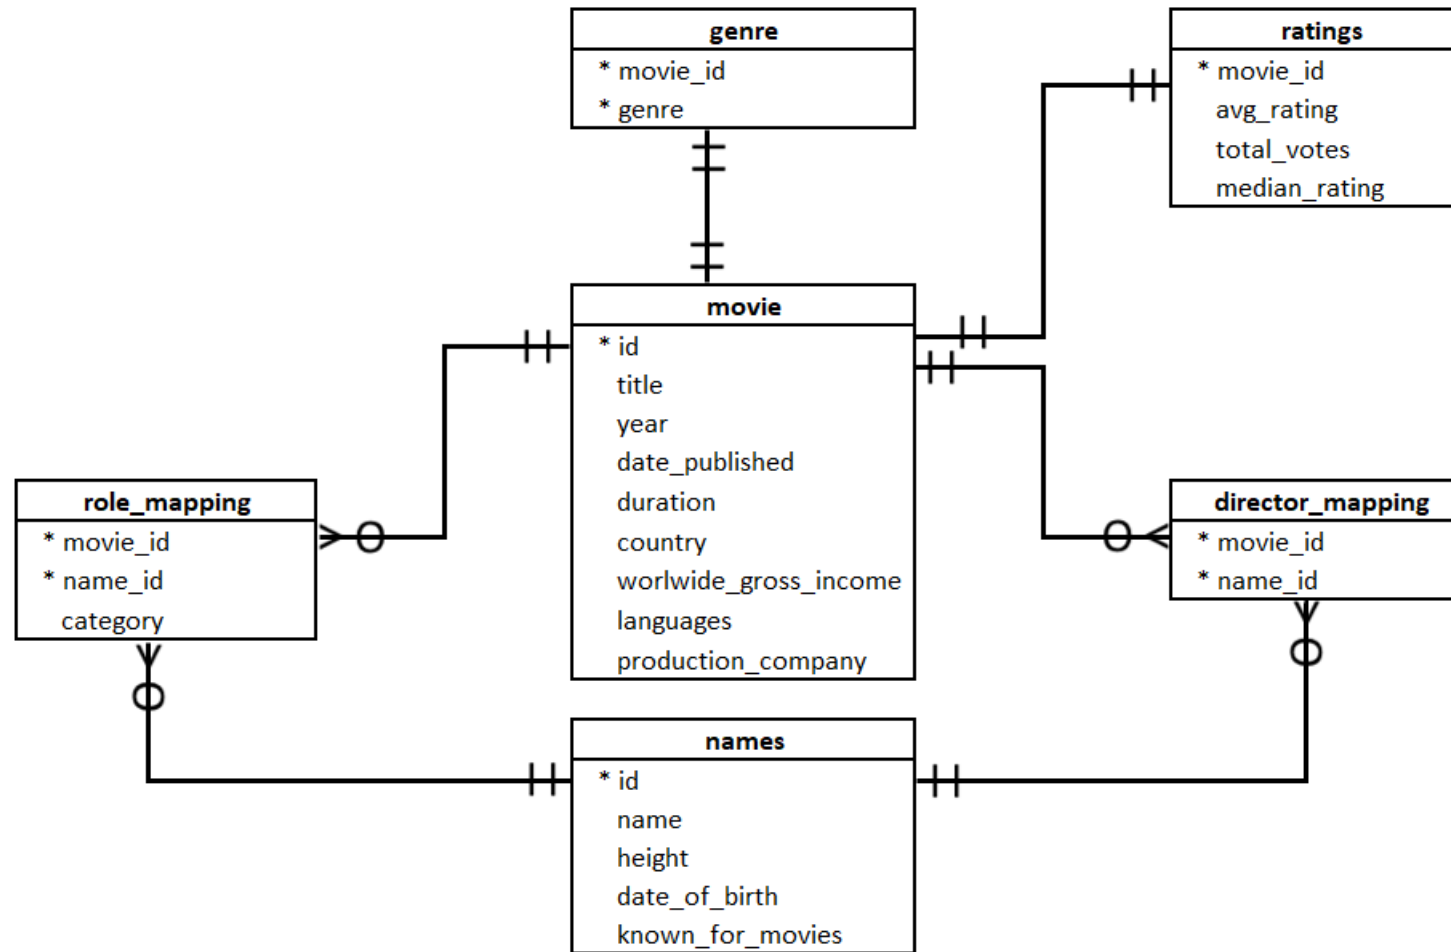 genre
* movie_id
* genre
ratings
* movie_id
avg_rating
total_votes
median_rating
movie
* id
title
year
date_published
duration
country
worlwide_gross_income
languages
production_company
role_mapping
* movie_id
* name_id
category
director_mapping
* movie_id
* name_id
names
* id
name
height
date_of_birth
known_for_movies